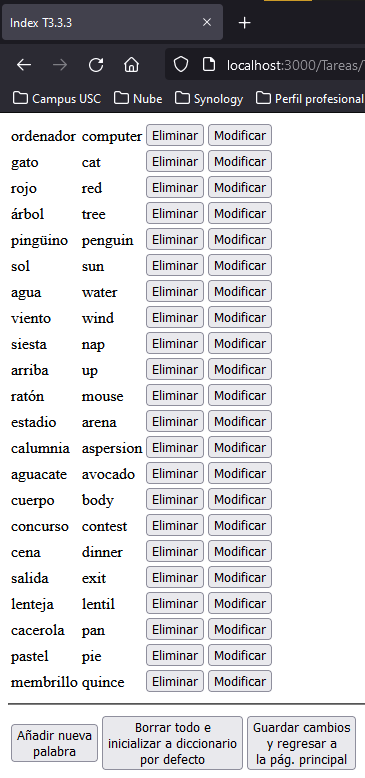 Index T3.3.3
localhost:3000/Tareas/
Campus USC Nube Synology Perfil profesional
ordenador computer Eliminar Modificar
gato cat Eliminar Modificar
rojo red Eliminar Modificar
árbol tree Eliminar Modificar
pingüino penguin Eliminar Modificar
sol sun Eliminar Modificar
agua water Eliminar Modificar
viento wind Eliminar Modificar
siesta nap Eliminar Modificar
arriba up Eliminar Modificar
ratón mouse Eliminar Modificar
estadio arena Eliminar Modificar
calumnia aspersion Eliminar Modificar
aguacate avocado Eliminar Modificar
cuerpo body Eliminar Modificar
concurso contest Eliminar Modificar
cena dinner Eliminar Modificar
salida exit Eliminar Modificar
lenteja lentil Eliminar Modificar
cacerola pan Eliminar Modificar
pastel pie Eliminar Modificar
membrillo quince Eliminar Modificar
Añadir nueva
palabra
Borrar todo e
inicializar a diccionario
por defecto
Guardar cambios
y regresar a
la pág. principal